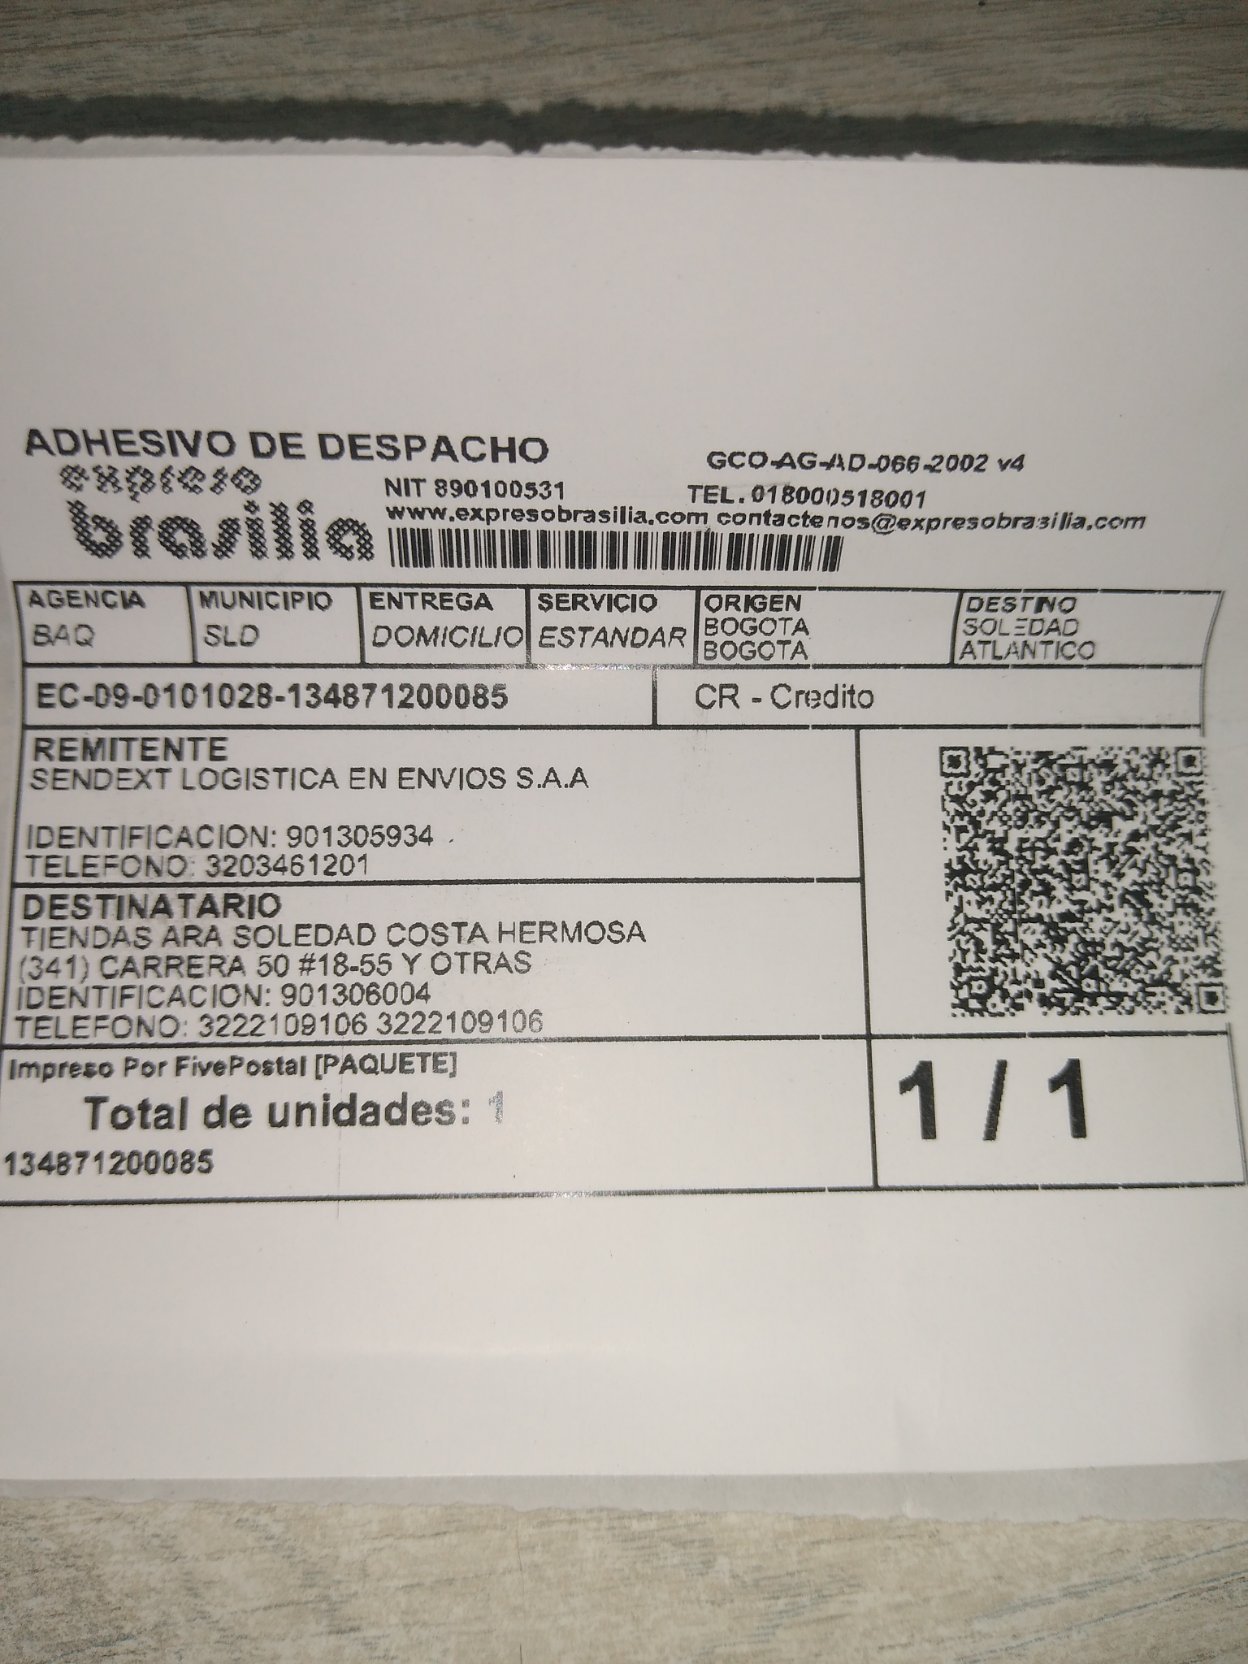 ADHESIVO DE DESPACHO
GCO-AG-AD-066-2002 v4
expreso
brasilia
NIT 890100531
TEL. 018000518001
www.expresobrasilia.com contactenos@expresobrasilia.com
AGENCIA
BAQ
MUNICIPIO
SLD
ENTREGA
DOMICILIO
SERVICIO
ESTANDAR
ORIGEN
BOGOTA
BOGOTA
DESTINO
SOLEDAD
ATLANTICO
EC-09-0101028-134871200085
CR - Credito
REMITENTE
SENDEXT LOGISTICA EN ENVIOS S.A.A
IDENTIFICACION: 901305934
TELEFONO: 3203461201
DESTINATARIO
TIENDAS ARA SOLEDAD COSTA HERMOSA
(341) CARRERA 50 #18-55 Y OTRAS
IDENTIFICACION: 901306004
TELEFONO: 3222109106 3222109106
Impreso Por FivePostal [PAQUETE]
Total de unidades: 1
1 / 1
134871200085